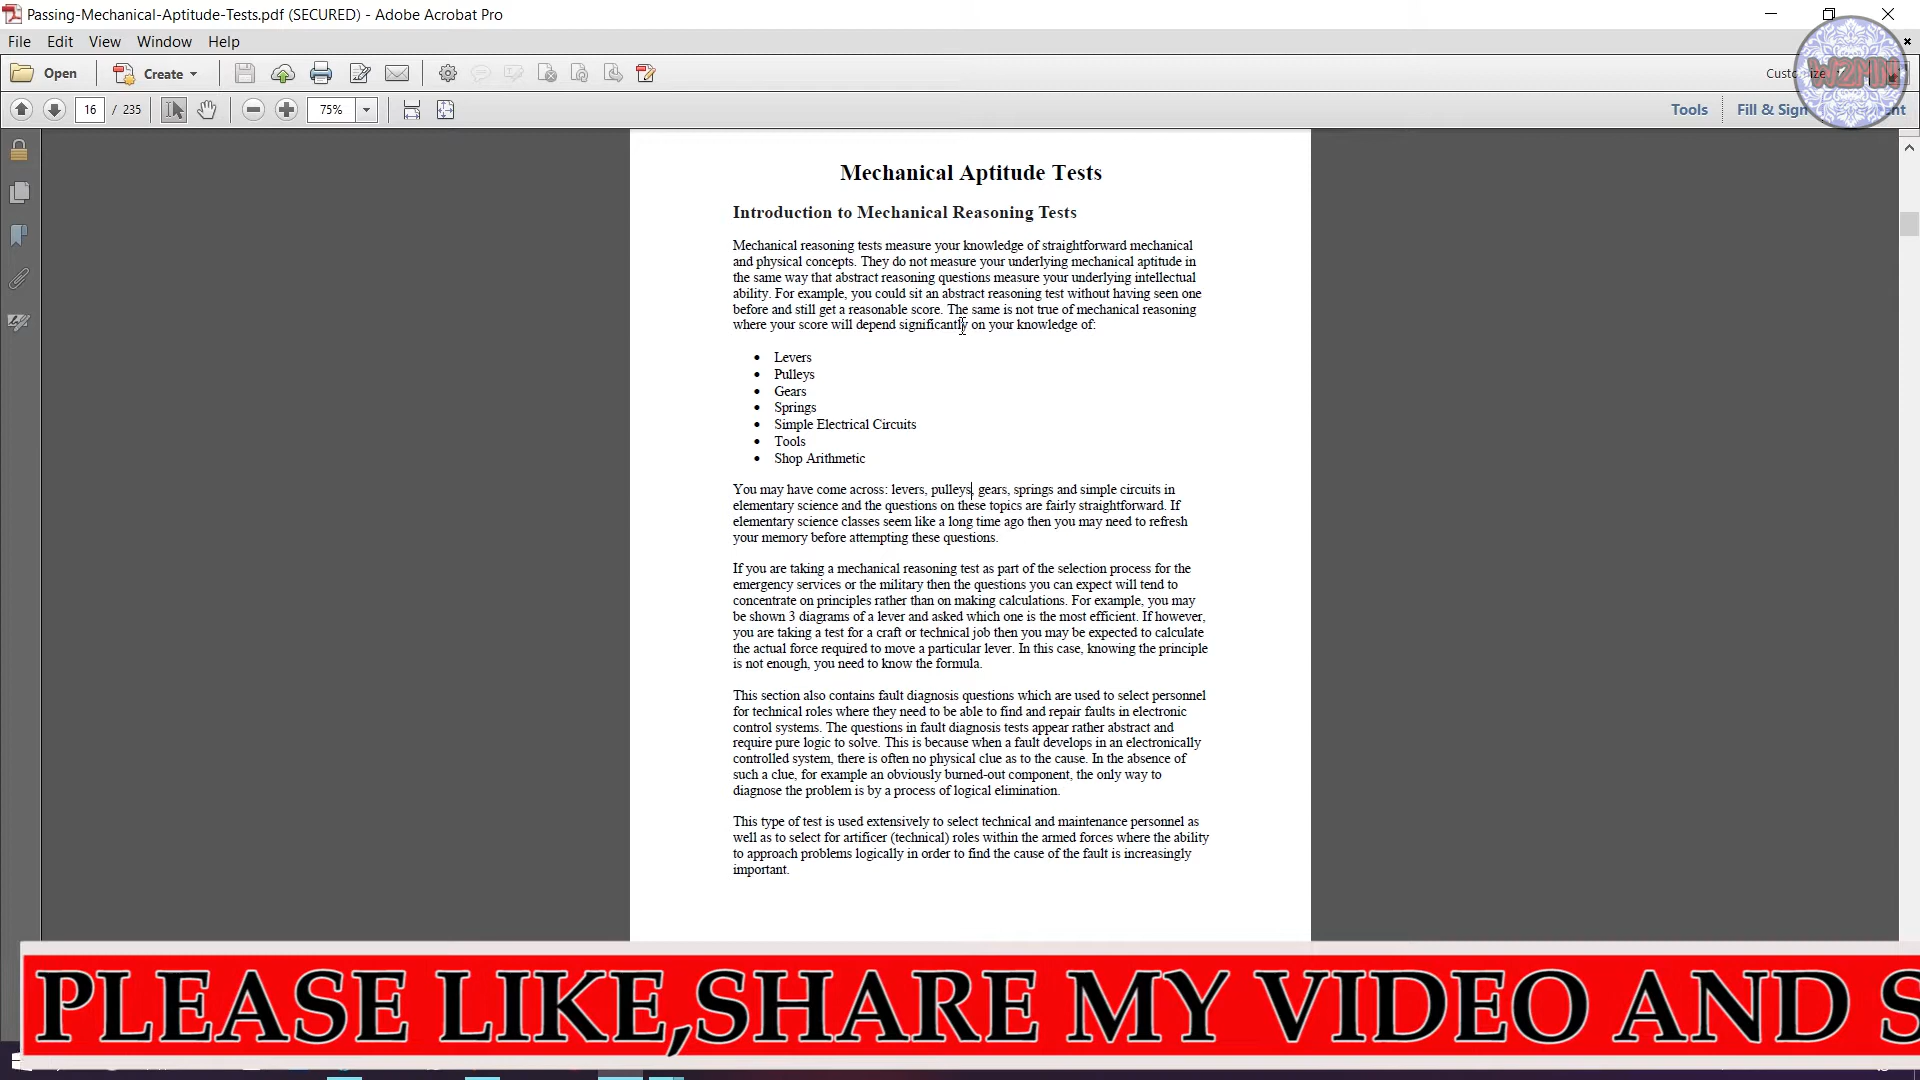 Passing-Mechanical-Aptitude-Tests.pdf (SECURED) - Adobe Acrobat Pro
File Edit View Window Help
Open Create
16 / 235 75% Tools Fill & Sign
Mechanical Aptitude Tests
Introduction to Mechanical Reasoning Tests
Mechanical reasoning tests measure your knowledge of straightforward mechanical
and physical concepts. They do not measure your underlying mechanical aptitude in
the same way that abstract reasoning questions measure your underlying intellectual
ability. For example, you could sit an abstract reasoning test without having seen one
before and still get a reasonable score. The same is not true of mechanical reasoning
where your score will depend significantly on your knowledge of:
• Levers
• Pulleys
• Gears
• Springs
• Simple Electrical Circuits
• Tools
• Shop Arithmetic
You may have come across: levers, pulleys, gears, springs and simple circuits in
elementary science and the questions on these topics are fairly straightforward. If
elementary science classes seem like a long time ago then you may need to refresh
your memory before attempting these questions.
If you are taking a mechanical reasoning test as part of the selection process for the
emergency services or the military then the questions you can expect will tend to
concentrate on principles rather than on making calculations. For example, you may
be shown 3 diagrams of a lever and asked which one is the most efficient. If however,
you are taking a test for a craft or technical job then you may be expected to calculate
the actual force required to move a particular lever. In this case, knowing the principle
is not enough, you need to know the formula.
This section also contains fault diagnosis questions which are used to select personnel
for technical roles where they need to be able to find and repair faults in electronic
control systems. The questions in fault diagnosis tests appear rather abstract and
require pure logic to solve. This is because when a fault develops in an electronically
controlled system, there is often no physical clue as to the cause. In the absence of
such a clue, for example an obviously burned-out component, the only way to
diagnose the problem is by a process of logical elimination.
This type of test is used extensively to select technical and maintenance personnel as
well as to select for artificer (technical) roles within the armed forces where the ability
to approach problems logically in order to find the cause of the fault is increasingly
important.
PLEASE LIKE,SHARE MY VIDEO AND S